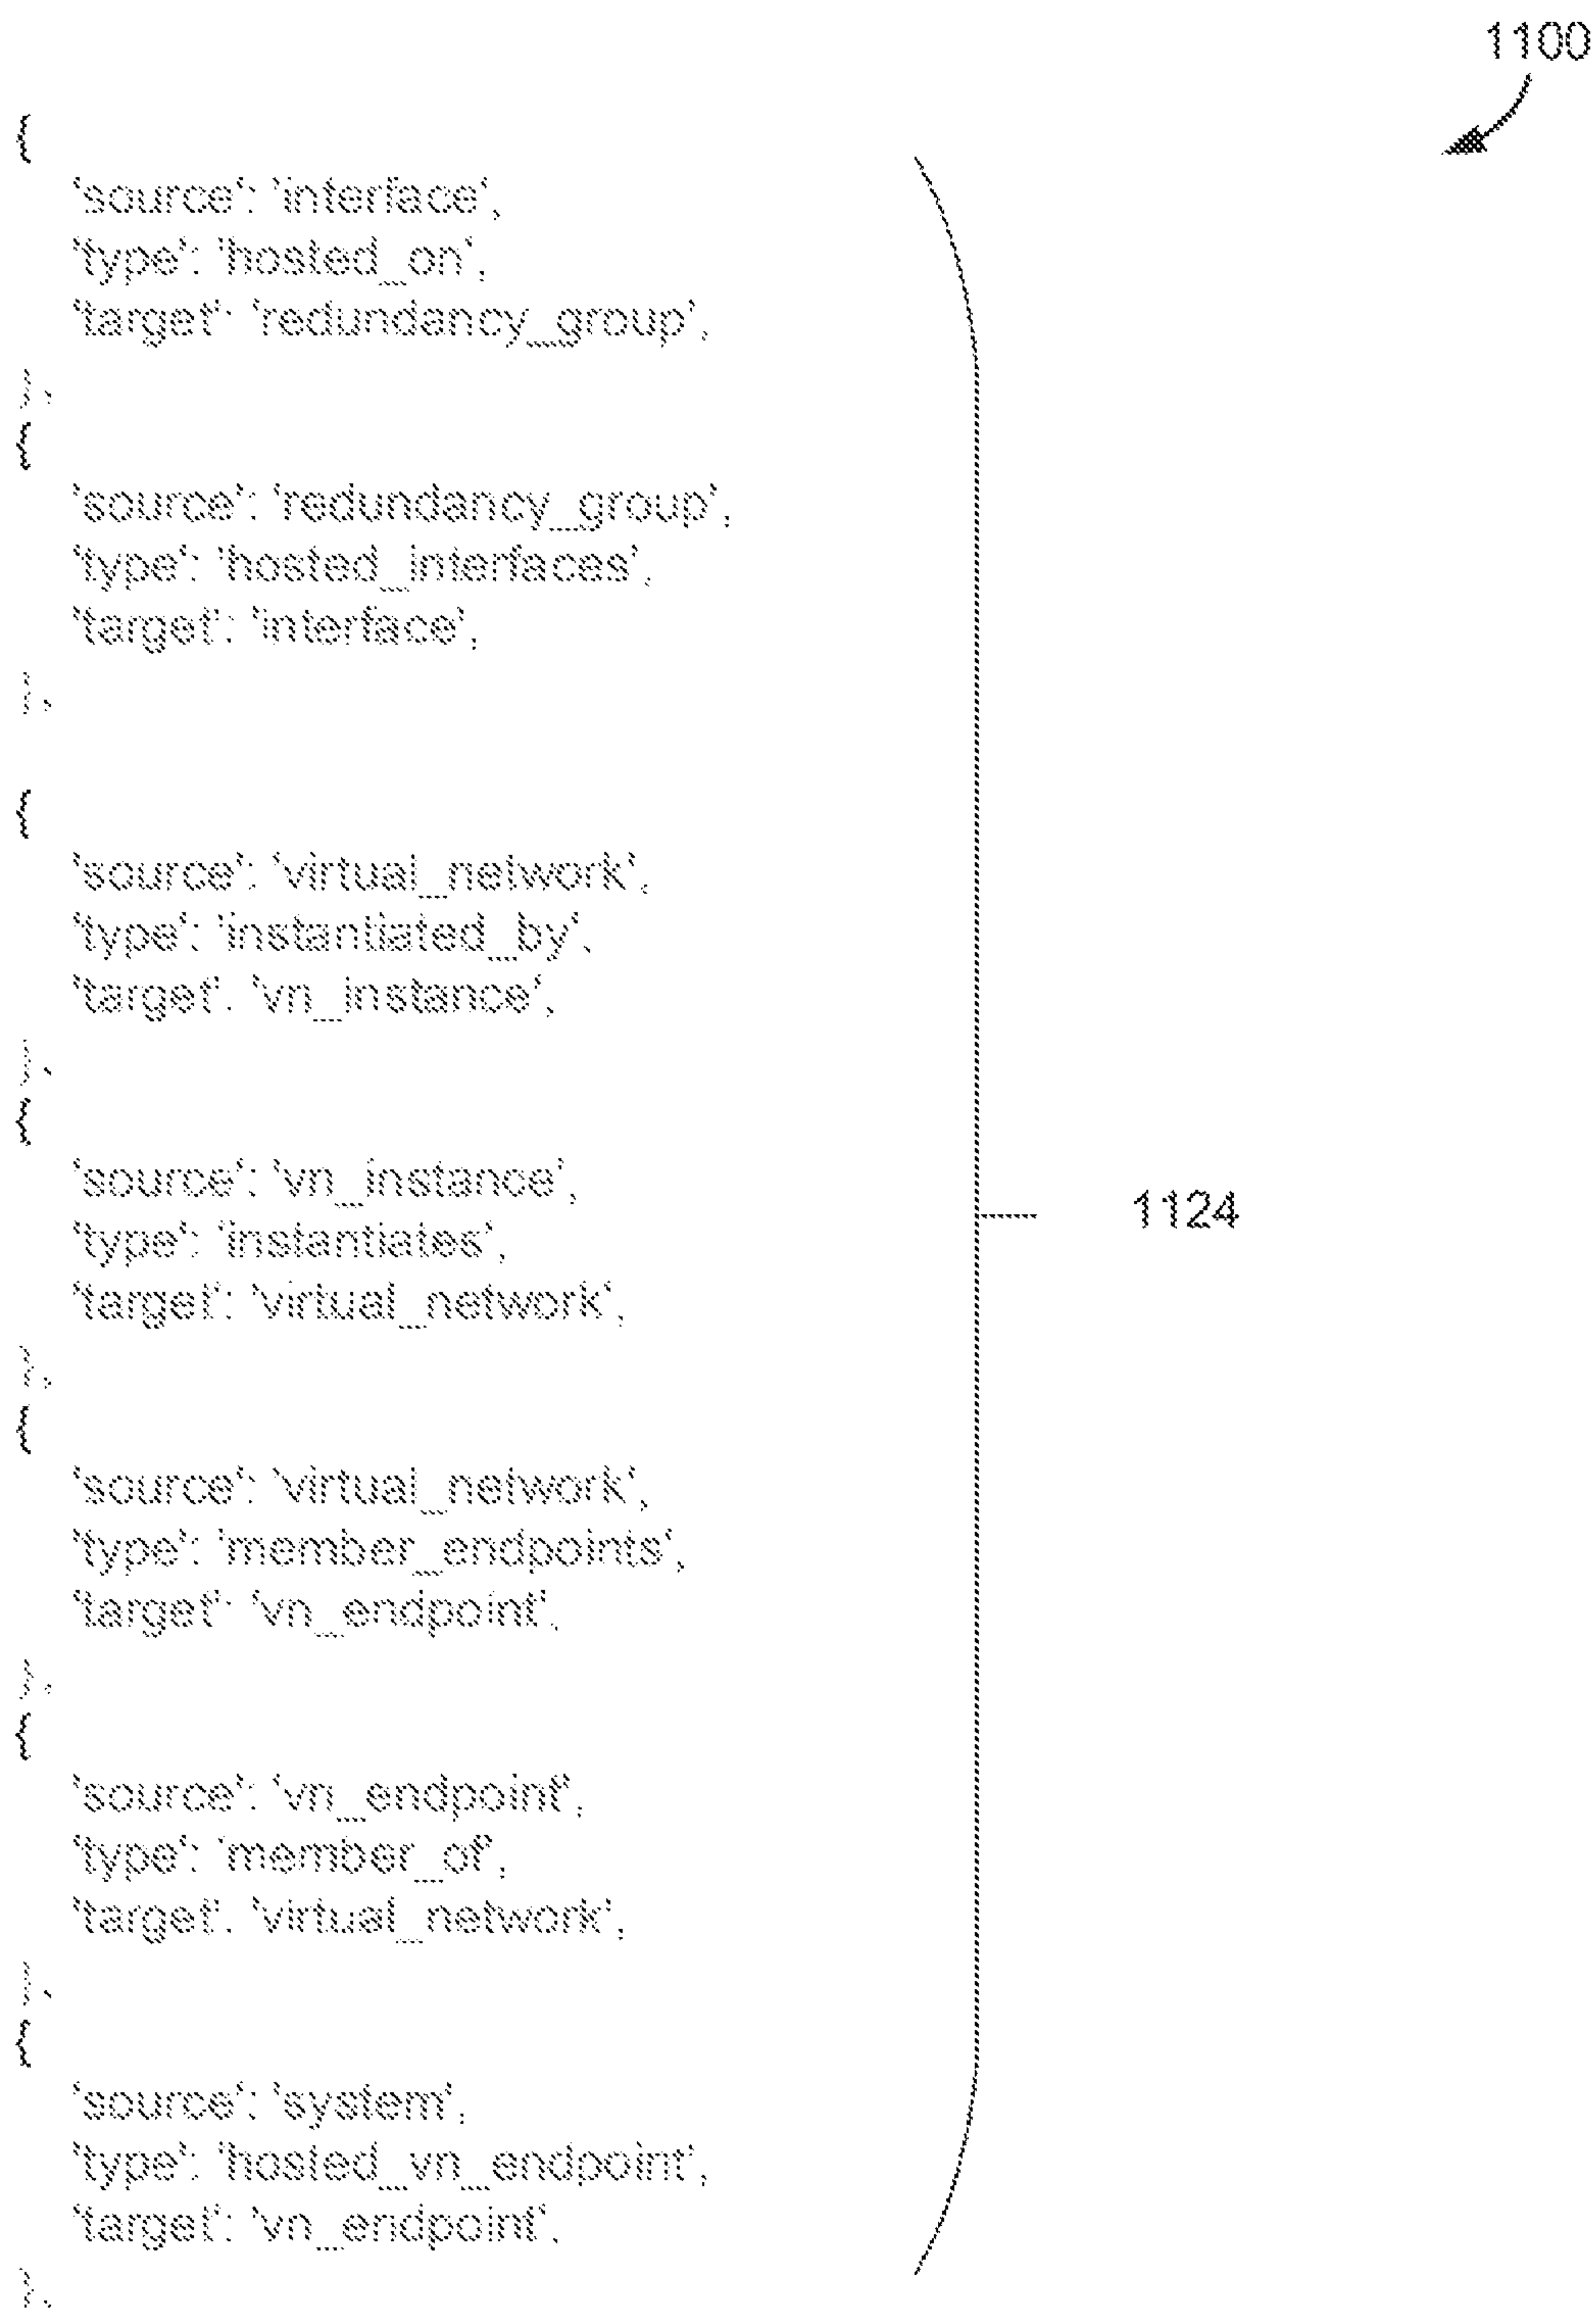 1100
{
'source': 'interface',
'type': 'hosted_on',
'target': 'redundancy_group',
},
{
'source': 'redundancy_group',
'type': 'hosted_interfaces',
'target': 'interface',
},
{
'source': 'virtual_network',
'type': 'instantiated_by',
'target': 'vn_instance',
},
{
'source': 'vn_instance',
'type': 'instantiates',
'target': 'virtual_network',
},
1124
{
'source': 'virtual_network',
'type': 'member_endpoints',
'target': 'vn_endpoint',
},
{
'source': 'vn_endpoint',
'type': 'member_of',
'target': 'virtual_network',
},
{
'source': 'system',
'type': 'hosted_vn_endpoint',
'target': 'vn_endpoint',
},